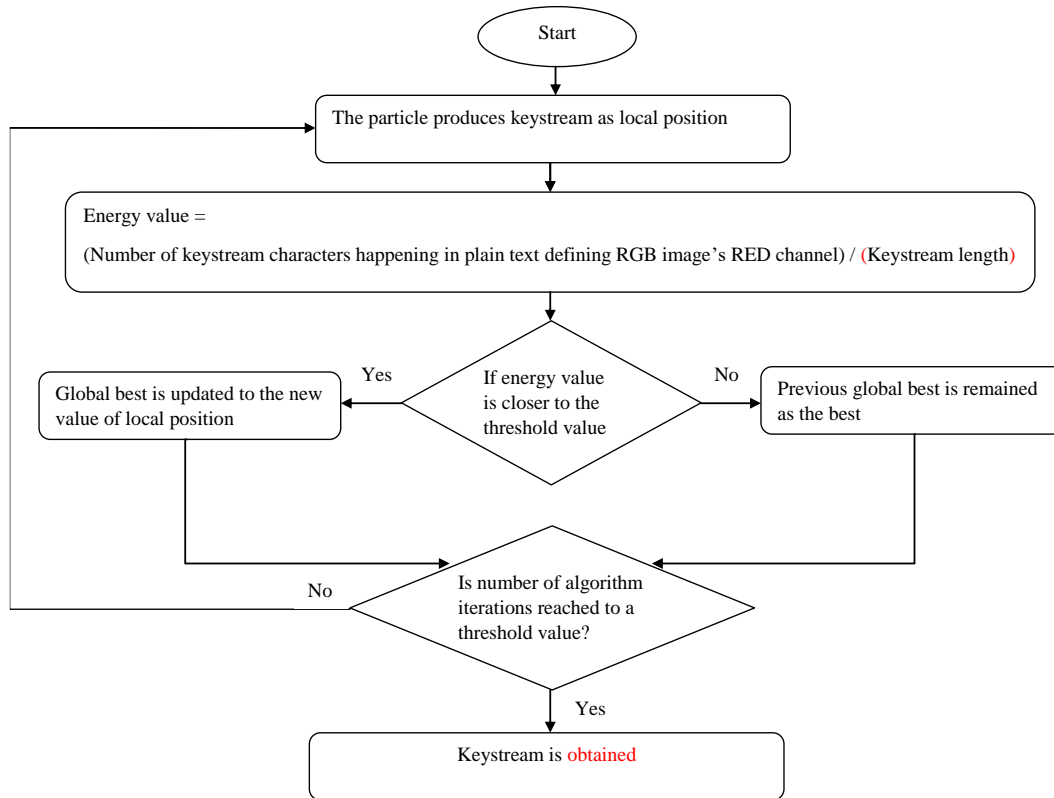 Start
The particle produces keystream as local position
Energy value =
(Number of keystream characters happening in plain text defining RGB image’s RED channel) / (Keystream length)
Yes
If energy value
is closer to the
threshold value
No
Global best is updated to the new
value of local position
Previous global best is remained
as the best
No
Is number of algorithm
iterations reached to a
threshold value?
Yes
Keystream is obtained